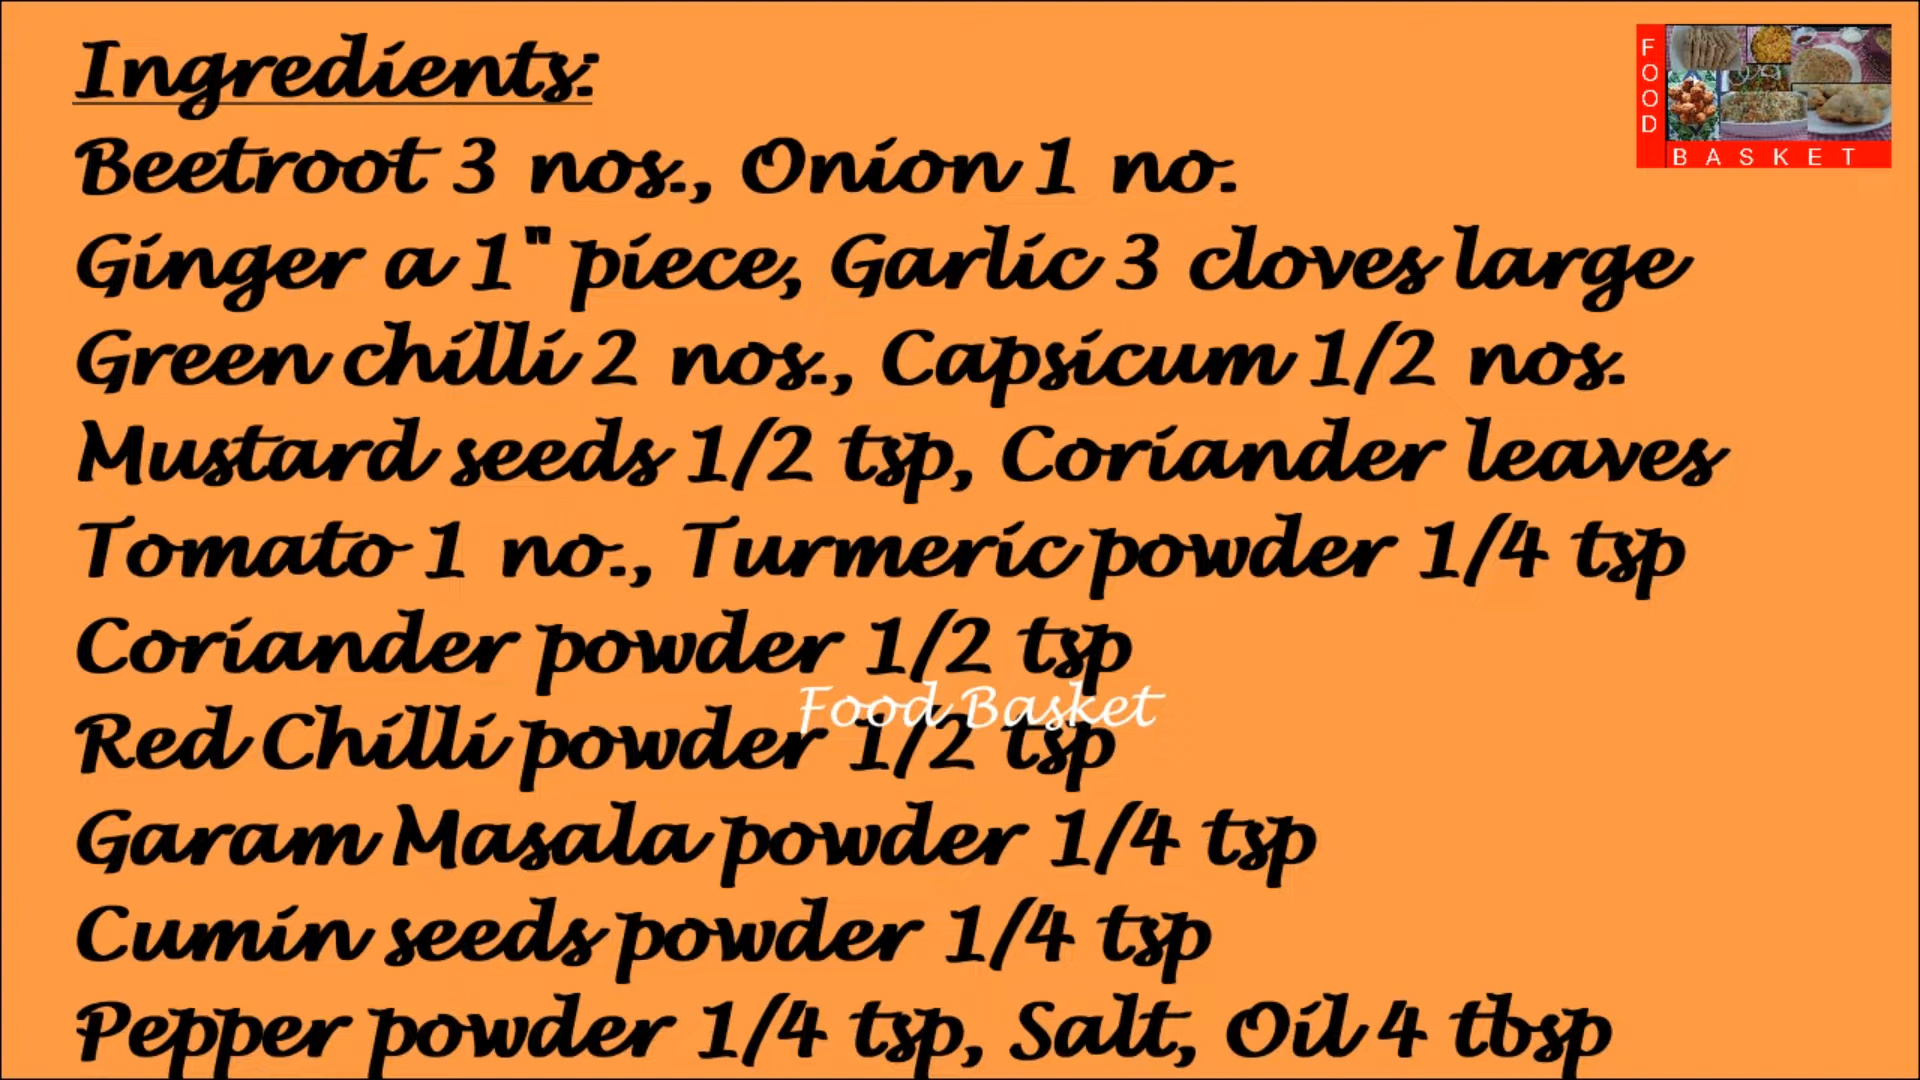 Ingredients:
Beetroot 3 nos., Onion 1 no.
Ginger a 1" piece, Garlic 3 cloves large
Green chilli 2 nos., Capsicum 1/2 nos.
Mustard seeds 1/2 tsp, Coriander leaves
Tomato 1 no., Turmeric powder 1/4 tsp
Coriander powder 1/2 tsp
Food Basket
Red Chilli powder 1/2 tsp
Garam Masala powder 1/4 tsp
Cumin seeds powder 1/4 tsp
Pepper powder 1/4 tsp, Salt, Oil 4 tbsp
FOOD
BASKET